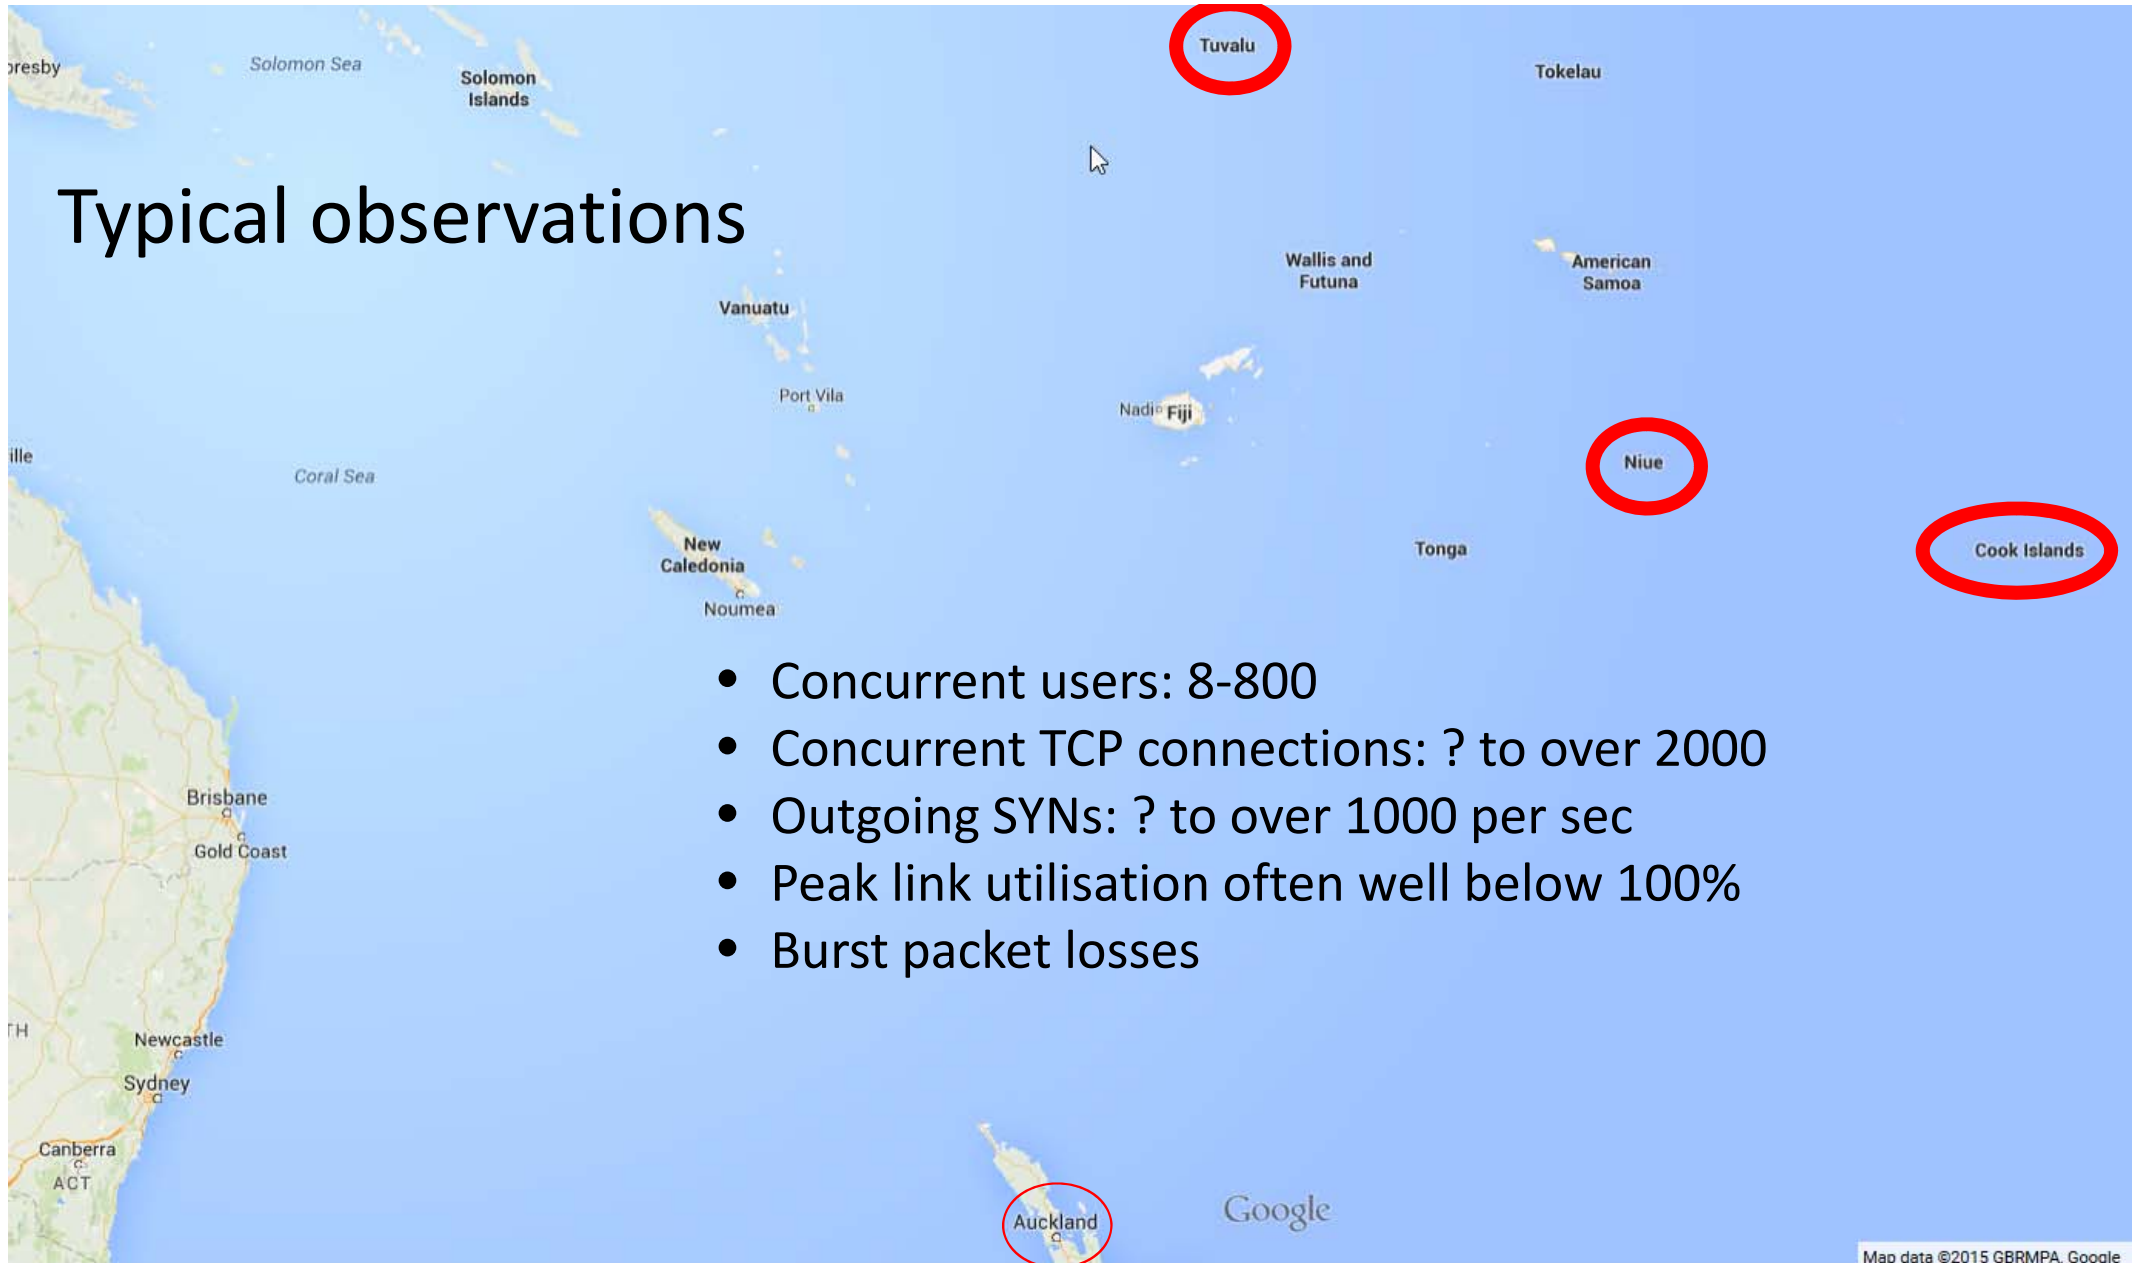 Tuvalu
oresby
Solomon Sea
Solomon
Islands
Tokelau
Typical observations
Wallis and
Futuna
American
Samoa
Vanuatu
Port Vila
Nadi
Fiji
ille
Coral Sea
Niue
New
Caledonia
Noumea
Tonga
Cook Islands
• Concurrent users: 8-800
• Concurrent TCP connections: ? to over 2000
• Outgoing SYNs: ? to over 1000 per sec
• Peak link utilisation often well below 100%
• Burst packet losses
Brisbane
Gold Coast
TH
Newcastle
Sydney
Canberra
ACT
Auckland
Google
Map data ©2015 GBRMPA, Google